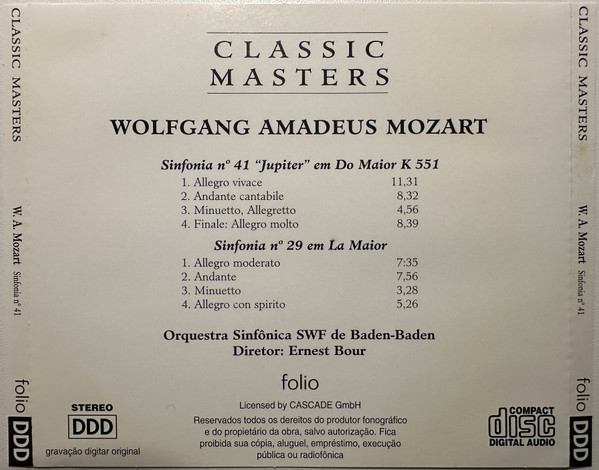 CLASSIC
MASTERS
WOLFGANG AMADEUS MOZART
Sinfonia nº 41 “Jupiter” em Do Maior K 551
1. Allegro vivace 11,31
2. Andante cantabile 8,32
3. Minuetto, Allegretto 4,56
4. Finale: Allegro molto 8,39
Sinfonia nº 29 em La Maior
1. Allegro moderato 7:35
2. Andante 7,56
3. Minuetto 3,28
4. Allegro con spirito 5,26
Orquestra Sinfônica SWF de Baden-Baden
Diretor: Ernest Bour
folio
Licensed by CASCADE GmbH
Reservados todos os dereitos do produtor fonográfico
e do propietário da obra, salvo autorização. Fica
proibida sua cópia, aluguel, empréstimo, execução
pública ou radiofônica
STEREO
DDD
gravação digitar original
COMPACT
disc
DIGITAL AUDIO
CLASSIC MASTERS
W. A. Mozart Sinfonia nº 41
folio DDD
CLASSIC MASTERS
W. A. Mozart Sinfonia nº 41
folio DDD